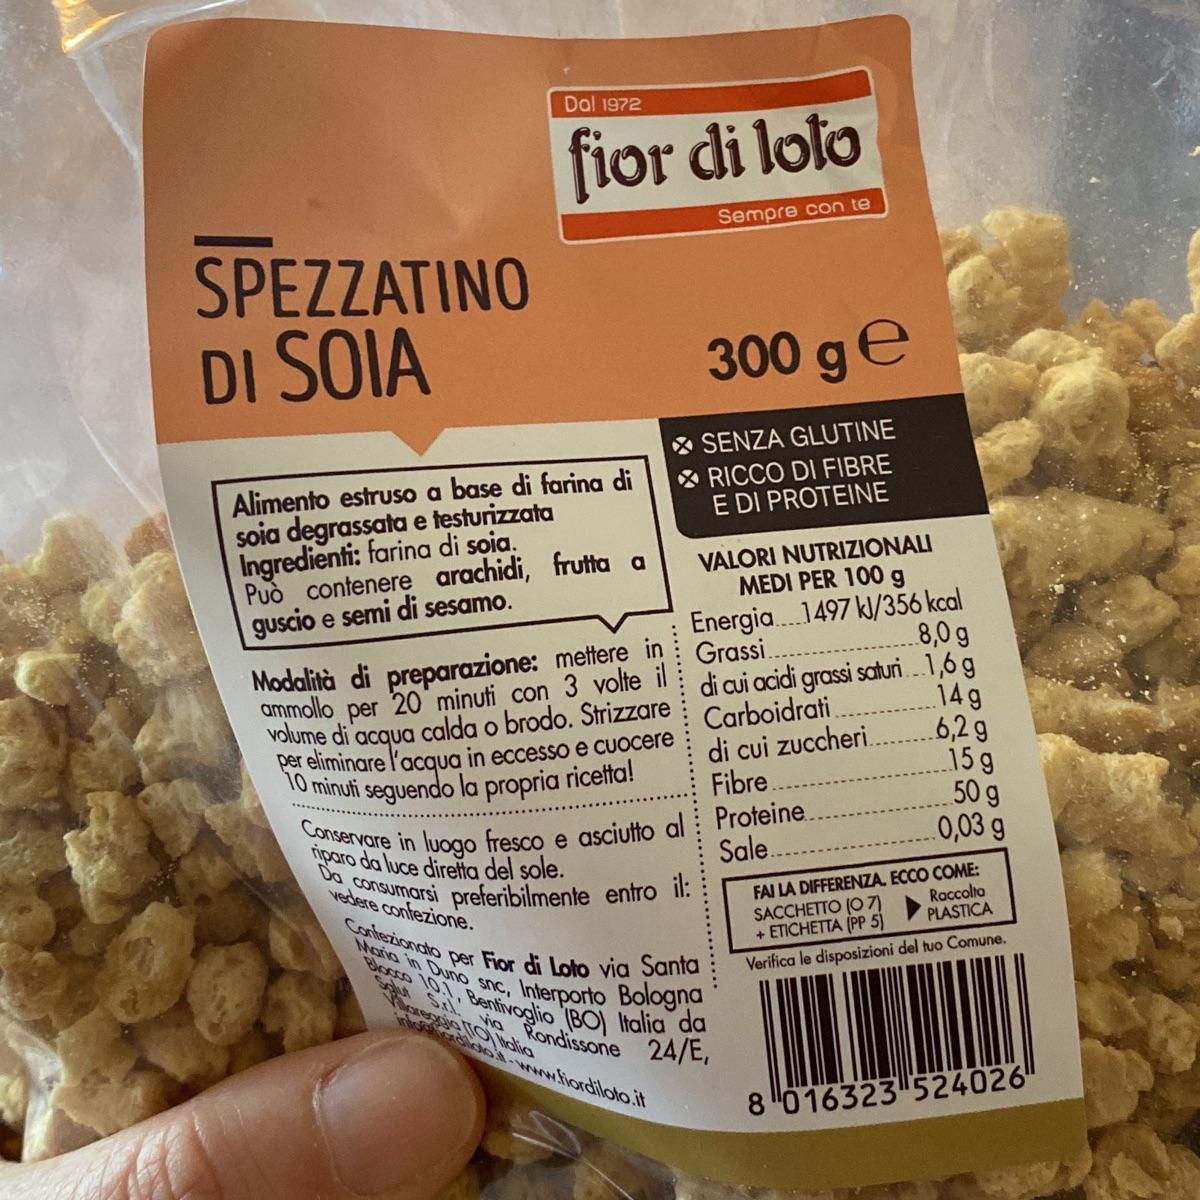 Dal 1972
fior di loto
Sempre con te
SPEZZATINO
DI SOIA
300 g e
SENZA GLUTINE
RICCO DI FIBRE
E DI PROTEINE
Alimento estruso a base di farina di
soia degrassata e testurizzata
Ingredienti: farina di soia.
Può contenere arachidi, frutta a
guscio e semi di sesamo.
Modalità di preparazione: mettere in
ammollo per 20 minuti con 3 volte il
volume di acqua calda o brodo. Strizzare
per eliminare l'acqua in eccesso e cuocere
10 minuti seguendo la propria ricetta!
Conservare in luogo fresco e asciutto al
riparo da luce diretta del sole.
Da consumarsi preferibilmente entro il:
vedere confezione.
Confezionato per Fior di Loto via Santa
Maria in Duno snc, Interporto Bologna
Blocco 10.1, Bentivoglio (BO) Italia da
S.r.l. via Rondissone 24/E,
Villareggia (TO) Italia
info@fiordiloto.it - www.fiordiloto.it
VALORI NUTRIZIONALI
MEDI PER 100 g
Energia.....1497 kJ/356 kcal
Grassi..................8,0 g
di cui acidi grassi saturi....1,6 g
Carboidrati...............14 g
di cui zuccheri..........6,2 g
Fibre......................15 g
Proteine..................50 g
Sale.....................0,03 g
FAI LA DIFFERENZA. ECCO COME:
SACCHETTO (O 7)
+ ETICHETTA (PP 5)
Raccolta
PLASTICA
Verifica le disposizioni del tuo Comune.
8 016323 524026